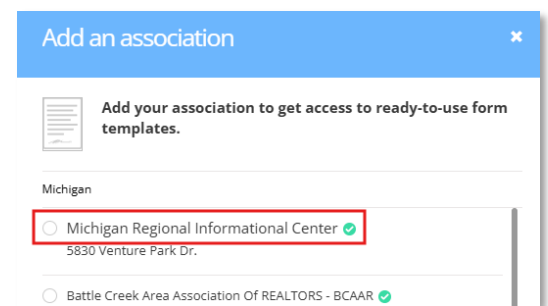 Add an association
Add your association to get access to ready-to-use form
templates.
Michigan
Michigan Regional Informational Center
5830 Venture Park Dr.
Battle Creek Area Association Of REALTORS - BCAAR